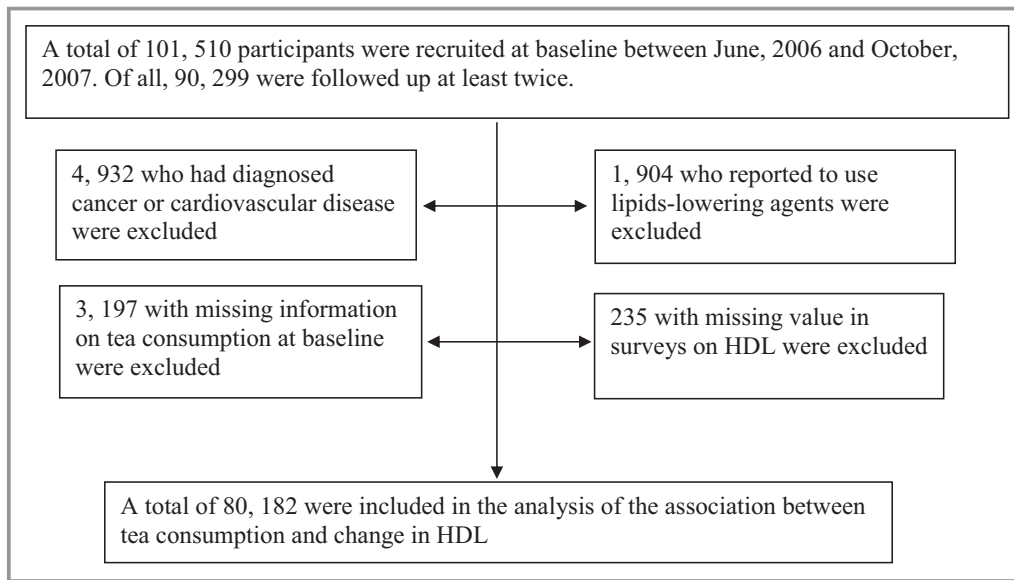 A total of 101, 510 participants were recruited at baseline between June, 2006 and October,
2007. Of all, 90, 299 were followed up at least twice.
4, 932 who had diagnosed
cancer or cardiovascular disease
were excluded
1, 904 who reported to use
lipids-lowering agents were
excluded
3, 197 with missing information
on tea consumption at baseline
were excluded
235 with missing value in
surveys on HDL were excluded
A total of 80, 182 were included in the analysis of the association between
tea consumption and change in HDL